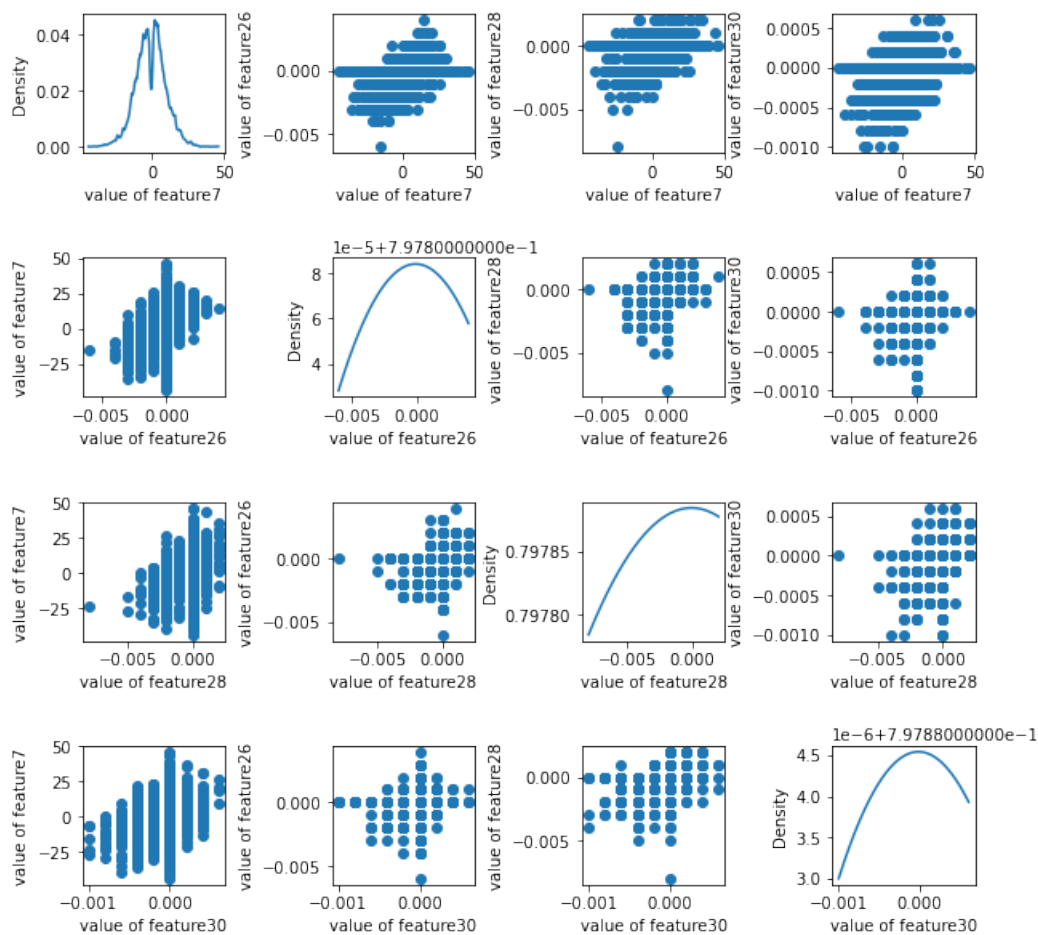 Density
0.04
0.02
0.00
0
50
value of feature7
value of feature26
0.000
−0.005
0
50
value of feature7
value of feature28
0.000
−0.005
0
50
value of feature7
value of feature30
0.0005
0.0000
−0.0005
−0.0010
0
50
value of feature7
value of feature7
50
25
0
−25
−0.005
0.000
value of feature26
1e−5+7.9780000000e−1
Density
8
6
4
−0.005
0.000
value of feature26
value of feature28
0.000
−0.005
−0.005
0.000
value of feature26
value of feature30
0.0005
0.0000
−0.0005
−0.0010
−0.005
0.000
value of feature26
value of feature7
50
25
0
−25
−0.005
0.000
value of feature28
value of feature26
0.000
−0.005
−0.005
0.000
value of feature28
Density
0.79785
0.79780
−0.005
0.000
value of feature28
value of feature30
0.0005
0.0000
−0.0005
−0.0010
−0.005
0.000
value of feature28
value of feature7
50
25
0
−25
−0.001
0.000
value of feature30
value of feature26
0.000
−0.005
−0.001
0.000
value of feature30
value of feature28
0.000
−0.005
−0.001
0.000
value of feature30
1e−6+7.9788000000e−1
Density
4.5
4.0
3.5
3.0
−0.001
0.000
value of feature30